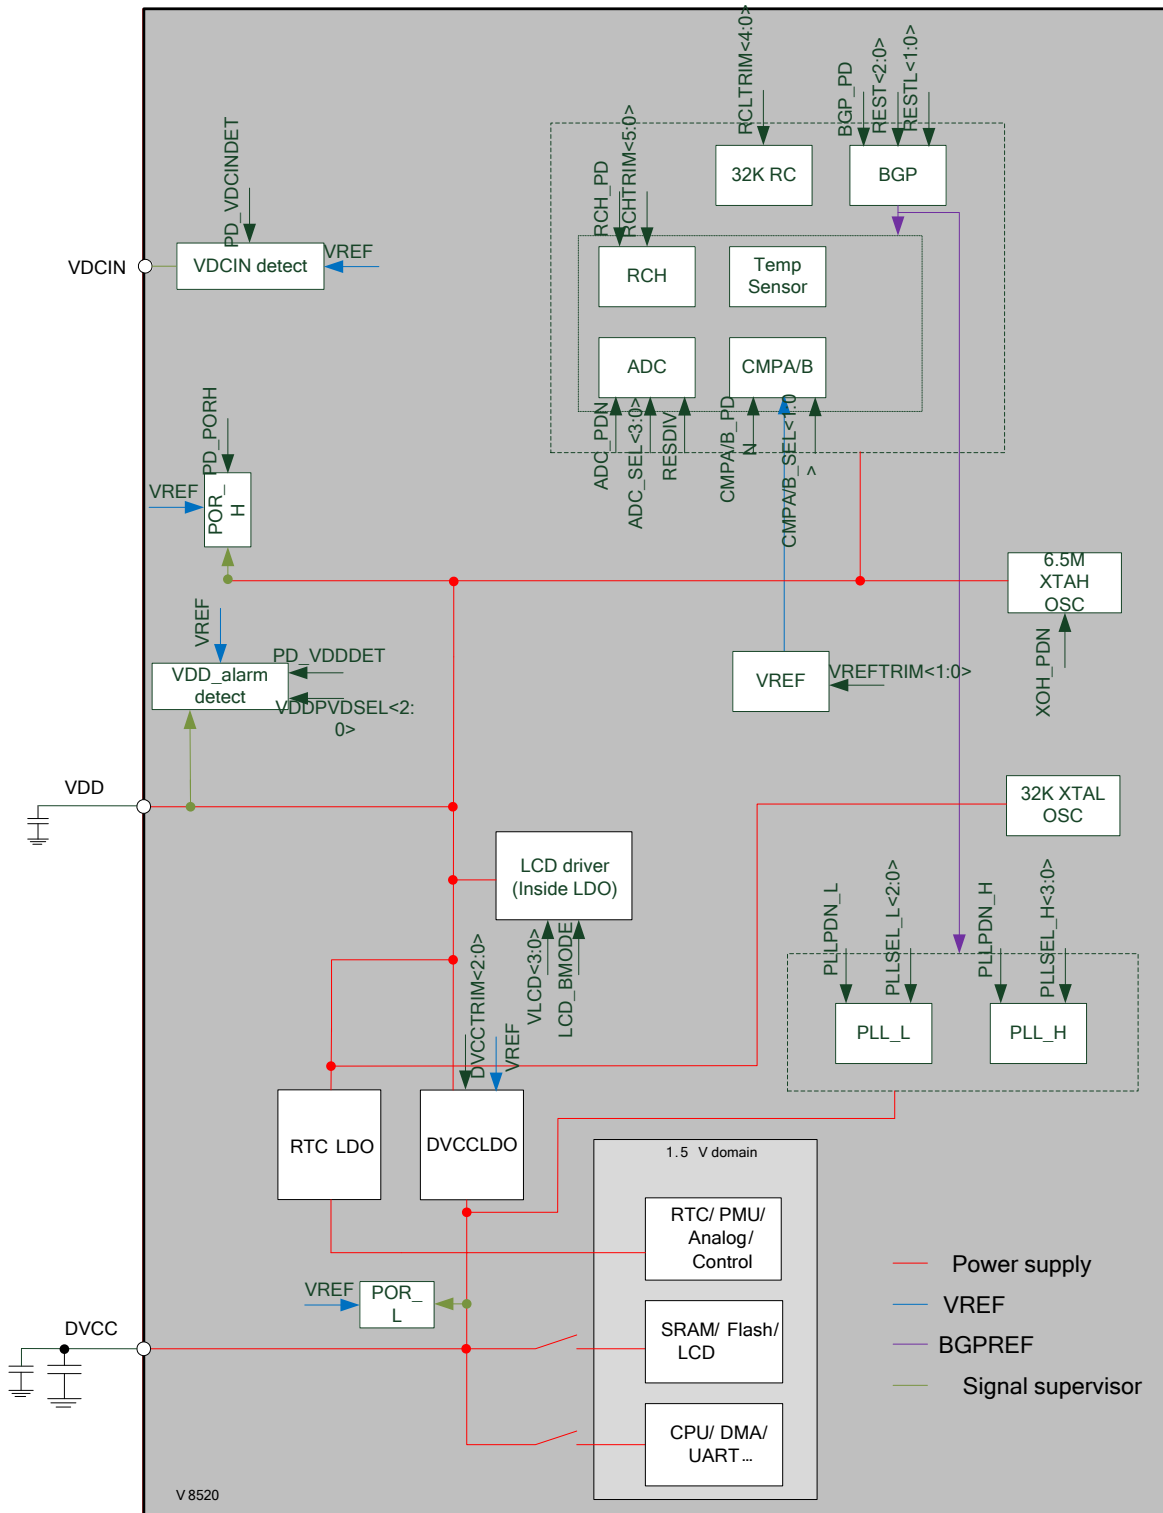 RCLTRIM<4:0>
BGP_PD
REST<2:0>
RESTL<1:0>
RCH_PD
RCHTRIM<5:0>
32K RC
BGP
PD_VDCINDET
VDCIN
VDCIN detect
VREF
RCH
Temp
Sensor
ADC
CMPA/B
ADC_PDN
ADC_SEL<3:0>
RESDIV
CMPA/B_PD
N
CMPA/B_SEL<1:0
>
PD_PORH
VREF
POR_
H
6.5M
XTAH
OSC
XOH_PDN
VREF
PD_VDDDET
VDD_alarm
detect
VDDPVDSEL<2:
0>
VREF
VREFTRIM<1:0>
VDD
32K XTAL
OSC
LCD driver
(Inside LDO)
VLCD<3:0>
LCD_BMODE
DVCCTRIM<2:0>
VREF
PLLPDN_L
PLLSEL_L<2:0>
PLLPDN_H
PLLSEL_H<3:0>
PLL_L
PLL_H
RTC LDO
DVCCLDO
1.5 V domain
RTC/ PMU/
Analog/
Control
VREF
POR_
L
DVCC
SRAM/ Flash/
LCD
CPU/ DMA/
UART...
Power supply
VREF
BGPREF
Signal supervisor
V8520